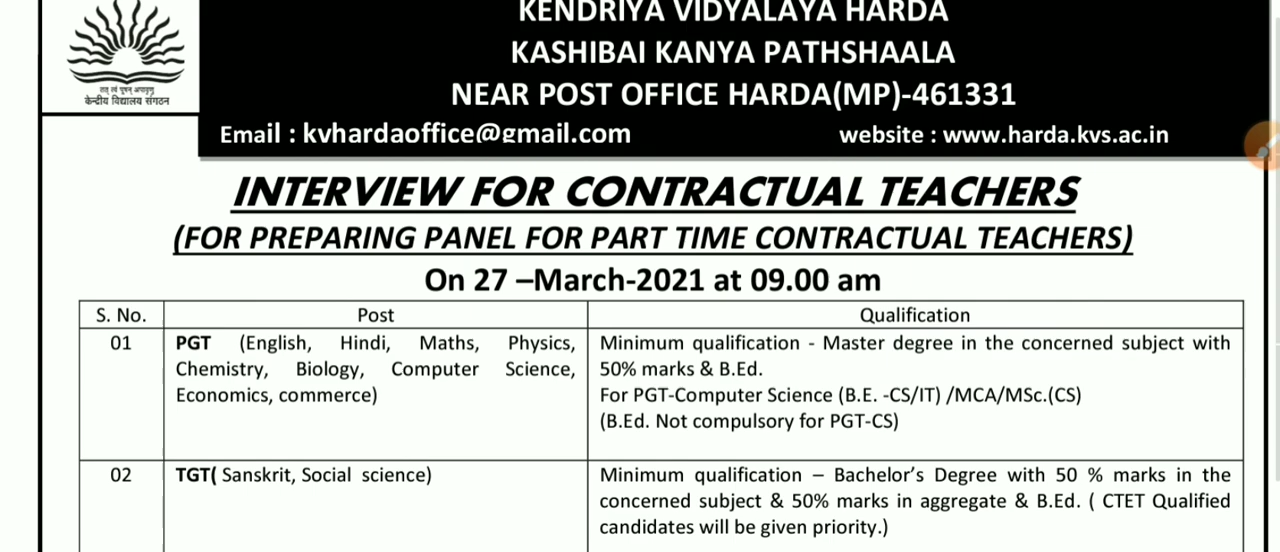 KENDRIYA VIDYALAYA HARDA
KASHIBAI KANYA PATHSHAALA
NEAR POST OFFICE HARDA(MP)-461331
Email : kvhardaoffice@gmail.com website : www.harda.kvs.ac.in
तत् त्वं पूषन् अपावृणु
केन्द्रीय विद्यालय संगठन
INTERVIEW FOR CONTRACTUAL TEACHERS
(FOR PREPARING PANEL FOR PART TIME CONTRACTUAL TEACHERS)
On 27 –March-2021 at 09.00 am
S. No. Post Qualification
01 PGT (English, Hindi, Maths, Physics,
Chemistry, Biology, Computer Science,
Economics, commerce)
Minimum qualification - Master degree in the concerned subject with
50% marks & B.Ed.
For PGT-Computer Science (B.E. -CS/IT) /MCA/MSc.(CS)
(B.Ed. Not compulsory for PGT-CS)
02 TGT( Sanskrit, Social science)
Minimum qualification – Bachelor’s Degree with 50 % marks in the
concerned subject & 50% marks in aggregate & B.Ed. ( CTET Qualified
candidates will be given priority.)